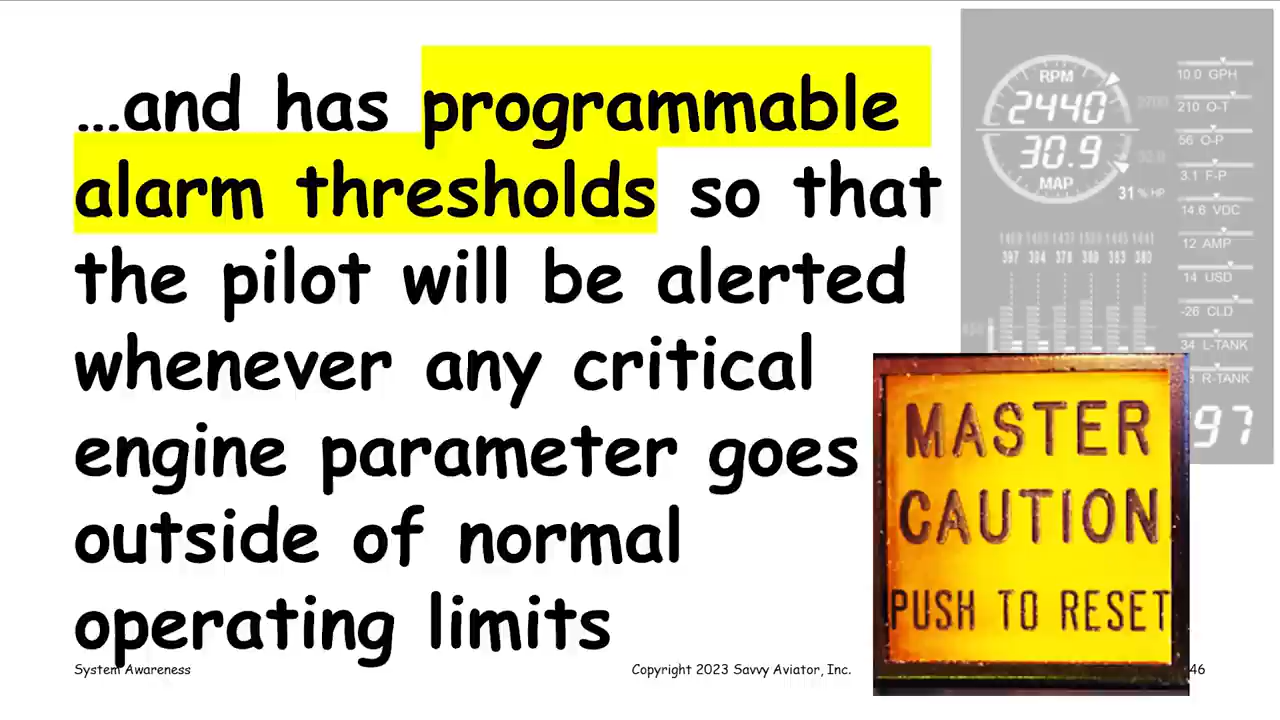 …and has programmable
alarm thresholds so that
the pilot will be alerted
whenever any critical
engine parameter goes
outside of normal
operating limits
RPM
2440
30.9
MAP
31 % HP
10.0 GPH
210 O-T
56 O-P
3.1 F-P
14.6 VDC
12 AMP
14 USD
-26 CLD
34 L-TANK
R-TANK
97
MASTER
CAUTION
PUSH TO RESET
System Awareness
Copyright 2023 Savvy Aviator, Inc.
46